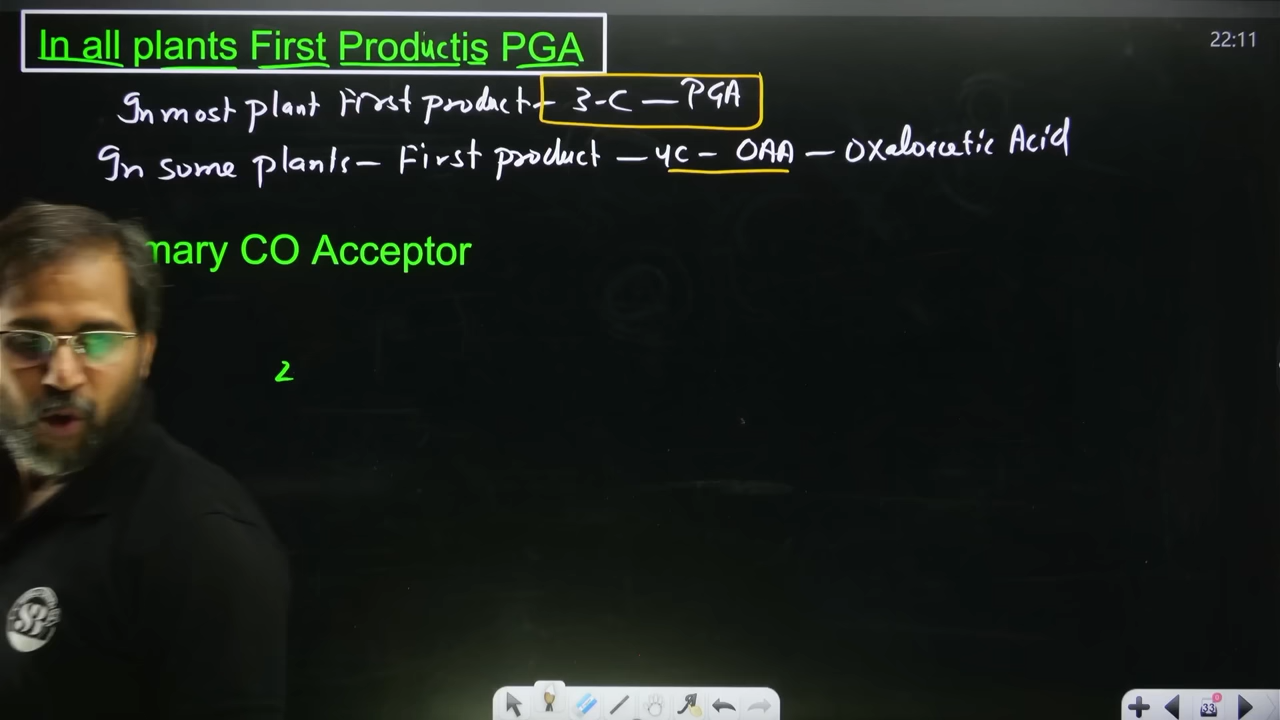 In all plants First Productis PGA
22:11
In most plant First product - 3-C - PGA
In some plants - First product - 4C - OAA - Oxaloacetic Acid
mary CO Acceptor
2
33